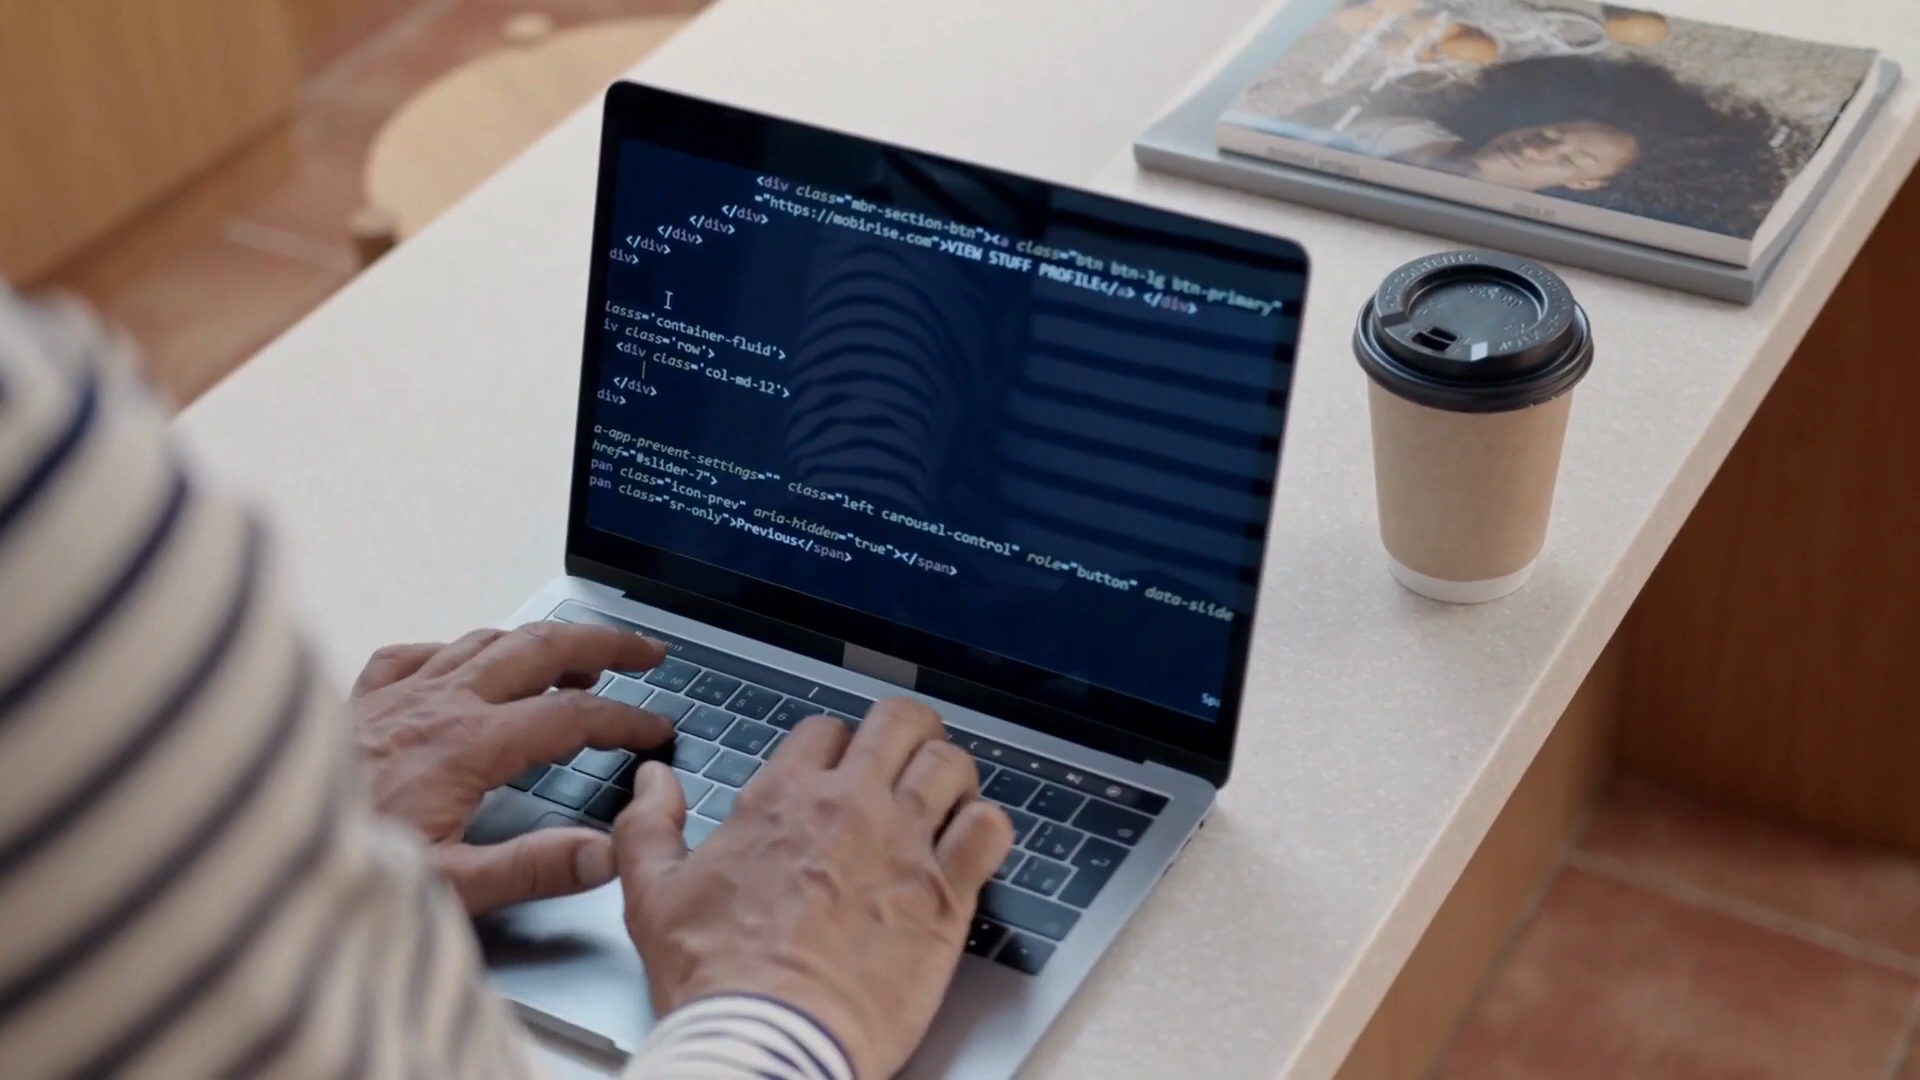 <div class="mbr-section-btn"><a class="btn btn-lg btn-primary"
="https://mobirise.com">VIEW STUFF PROFILE</a> </div>
</div>
</div>
</div>
</div>
div>
lasss='container-fluid'>
iv class='row'>
<div class='col-md-12'>
</div>
div>
a-app-prevent-settings="" class="left carousel-control" role="button" data-slide
href="#slider-7">
pan class="icon-prev" aria-hidden="true"></span>
pan class="sr-only">Previous</span>